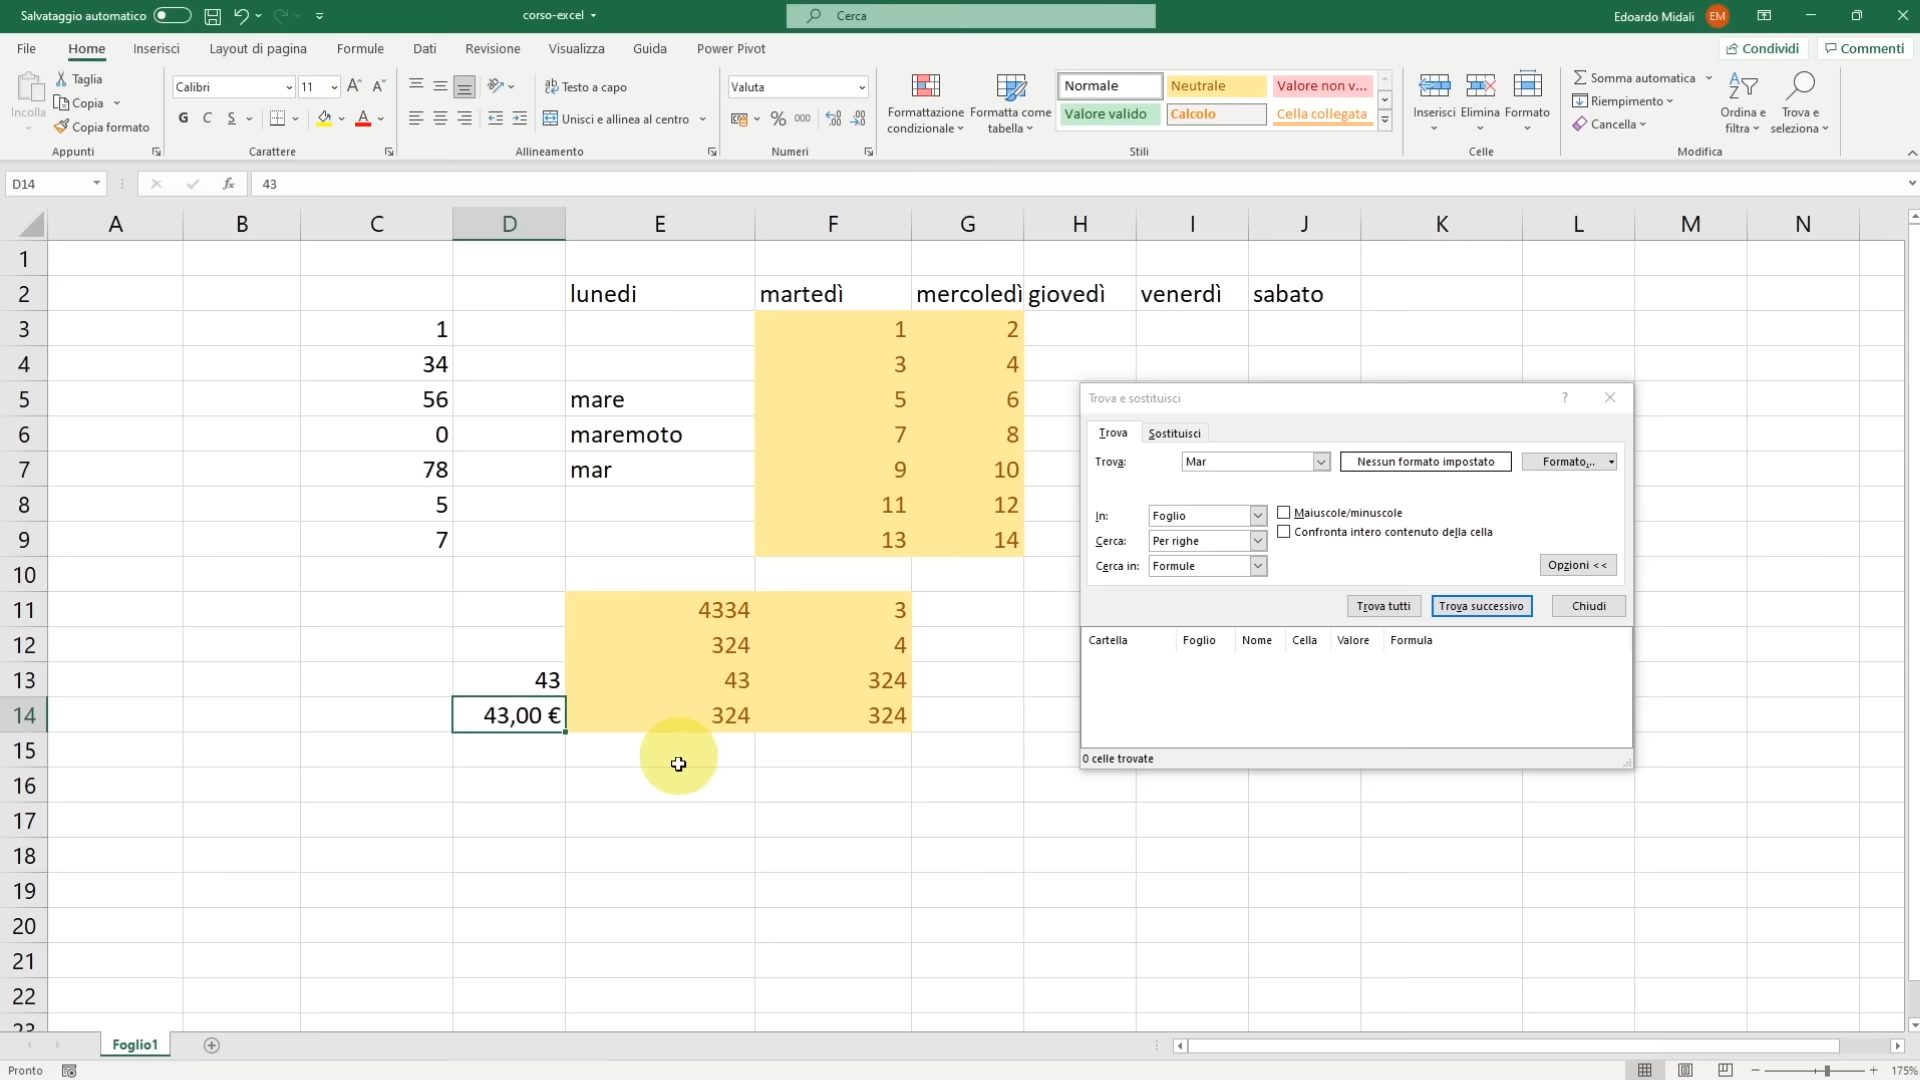 Salvataggio automatico
corso-excel
Cerca
Edoardo Midali EM
File Home Inserisci Layout di pagina Formule Dati Revisione Visualizza Guida Power Pivot Condividi Commenti
Incolla
Taglia
Copia
Copia formato
Appunti
Calibri 11
G C S
Carattere
Testo a capo
Unisci e allinea al centro
Allineamento
Valuta
% 000
Numeri
Formattazione condizionale
Formatta come tabella
Normale Neutrale Valore non v...
Valore valido Calcolo Cella collegata
Stili
Inserisci Elimina Formato
Celle
Somma automatica
Riempimento
Cancella
Ordina e filtra
Trova e seleziona
Modifica
D14 fx 43
A B C D E F G H I J K L M N
1
2 lunedi martedì mercoledì giovedì venerdì sabato
3 1 1 2
4 34 3 4
5 56 mare 5 6
6 0 maremoto 7 8
7 78 mar 9 10
8 5 11 12
9 7 13 14
10
11 4334 3
12 324 4
13 43 43 324
14 43,00 € 324 324
15
16
17
18
19
20
21
22
23
Trova e sostituisci ?
Trova Sostituisci
Trova: Mar Nessun formato impostato Formato...
In: Foglio Maiuscole/minuscole
Cerca: Per righe Confronta intero contenuto della cella
Cerca in: Formule Opzioni <<
Trova tutti Trova successivo Chiudi
Cartella Foglio Nome Cella Valore Formula
0 celle trovate
Foglio1
Pronto 175%